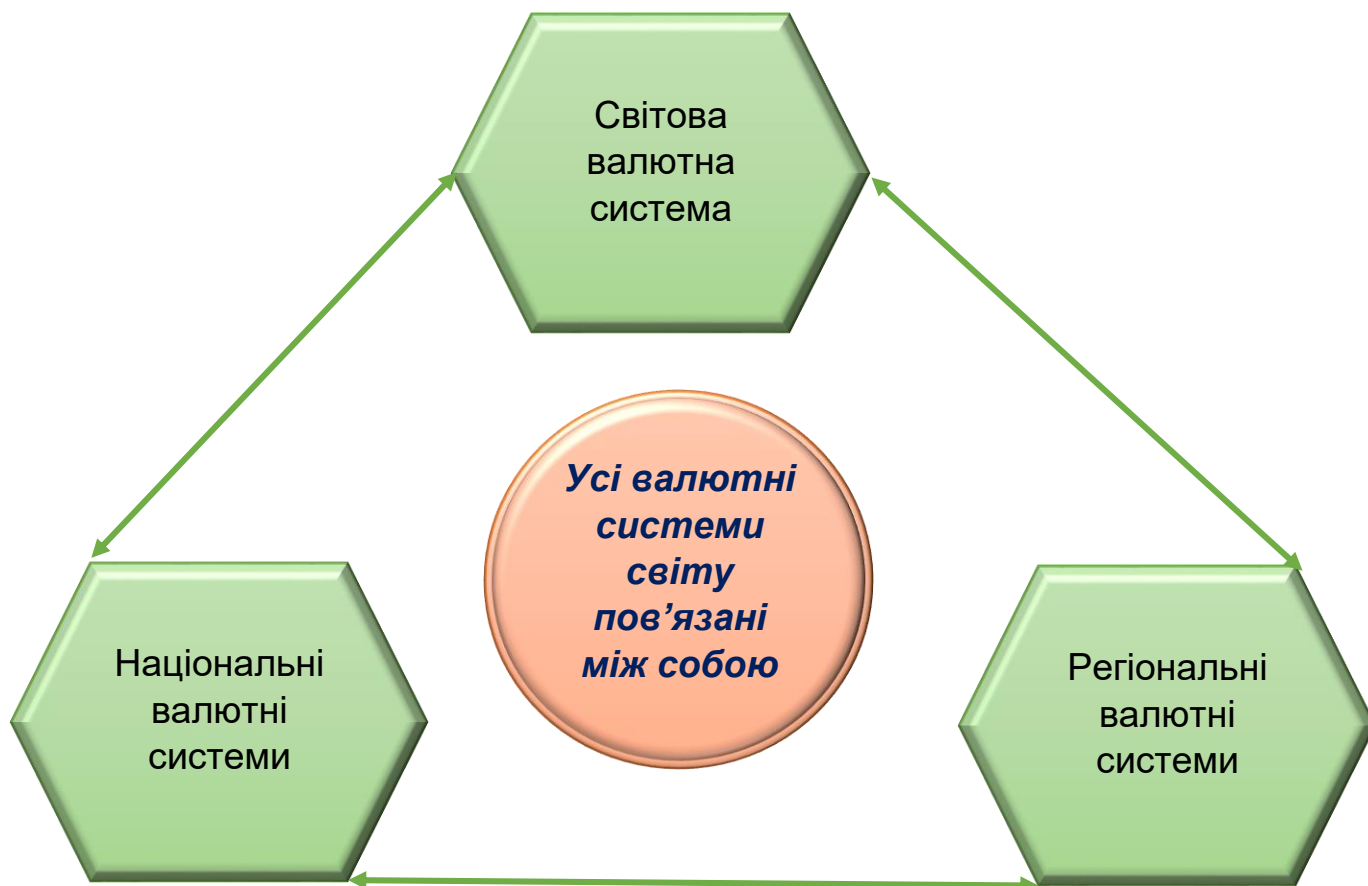 Світова
валютна
система
Усі валютні
системи
світу
пов’язані
між собою
Національні
валютні
системи
Регіональні
валютні
системи